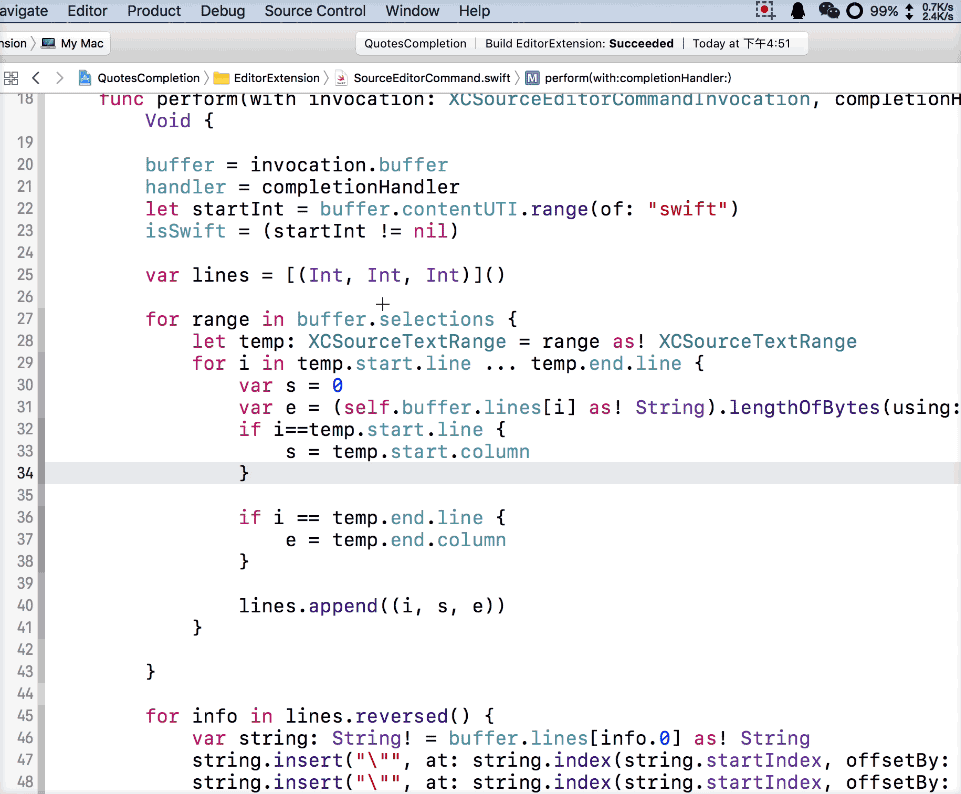 avigate Editor Product Debug Source Control Window Help 99% 0.7K/s 2.4K/s
nsion My Mac QuotesCompletion Build EditorExtension: Succeeded Today at 下午4:51
QuotesCompletion EditorExtension SourceEditorCommand.swift M perform(with:completionHandler:)
18 func perform(with invocation: XCSourceEditorCommandInvocation, completionH
Void {
19
20 buffer = invocation.buffer
21 handler = completionHandler
22 let startInt = buffer.contentUTI.range(of: "swift")
23 isSwift = (startInt != nil)
24
25 var lines = [(Int, Int, Int)]()
26
27 for range in buffer.selections {
28 let temp: XCSourceTextRange = range as! XCSourceTextRange
29 for i in temp.start.line ... temp.end.line {
30 var s = 0
31 var e = (self.buffer.lines[i] as! String).lengthOfBytes(using:
32 if i==temp.start.line {
33 s = temp.start.column
34 }
35
36 if i == temp.end.line {
37 e = temp.end.column
38 }
39
40 lines.append((i, s, e))
41 }
42
43 }
44
45 for info in lines.reversed() {
46 var string: String! = buffer.lines[info.0] as! String
47 string.insert("\"", at: string.index(string.startIndex, offsetBy:
48 string.insert("\"", at: string.index(string.startIndex, offsetBy: